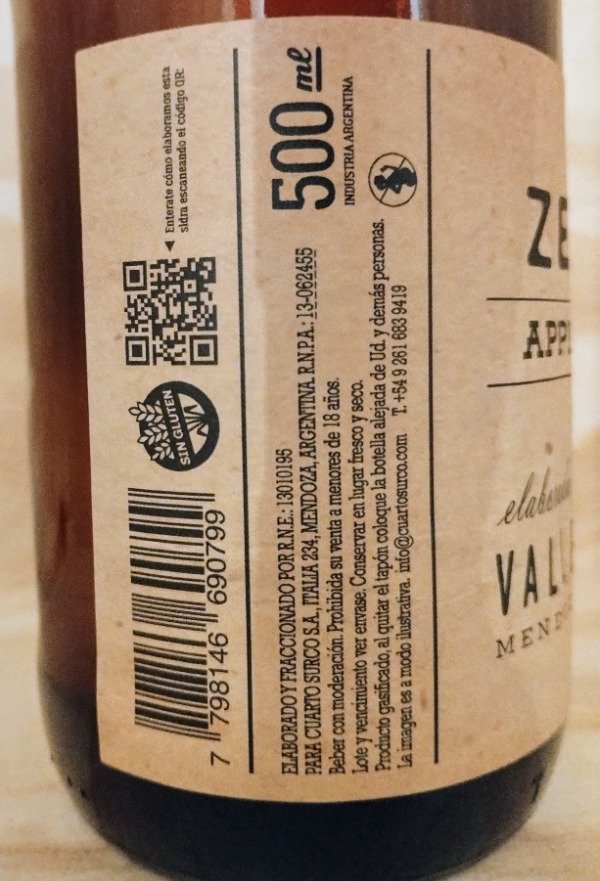 ◄ Enterate cómo elaboramos esta
sidra escaneando el código QR:
SIN GLUTEN
7 798146 690799
ELABORADO Y FRACCIONADO POR R.N.E.: 13010195
PARA CUARTO SURCO S.A., ITALIA 234, MENDOZA, ARGENTINA. R.N.P.A.: 13-062455
Beber con moderación. Prohibida su venta a menores de 18 años.
Lote y vencimiento ver envase. Conservar en lugar fresco y seco.
Producto gasificado, al quitar el tapón coloque la botella alejada de Ud. y demás personas.
La imagen es a modo ilustrativa. info@cuartosurco.com T. +54 9 261 683 9419
500 ml
INDUSTRIA ARGENTINA
ZE
APP
elabora
VALL
MEND